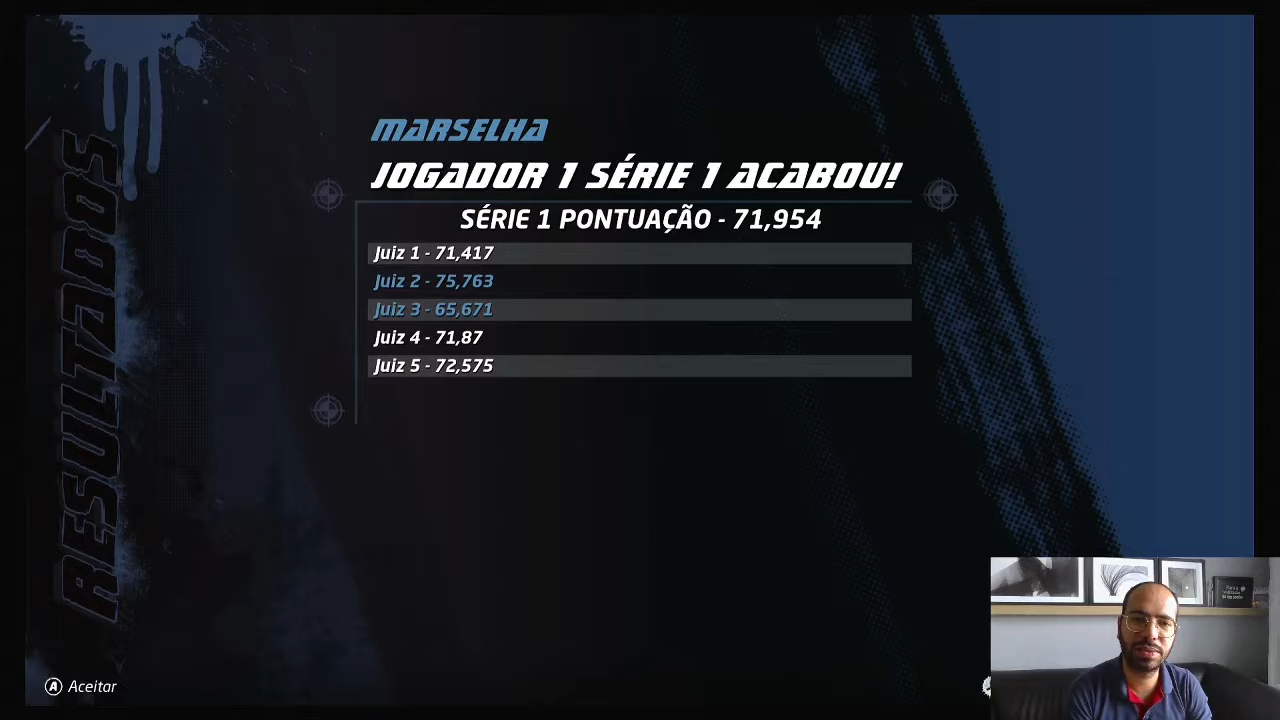 RESULTADOS
MARSELHA
JOGADOR 1 SÉRIE 1 ACABOU!
SÉRIE 1 PONTUAÇÃO - 71,954
Juiz 1 - 71,417
Juiz 2 - 75,763
Juiz 3 - 65,671
Juiz 4 - 71,87
Juiz 5 - 72,575
A Aceitar